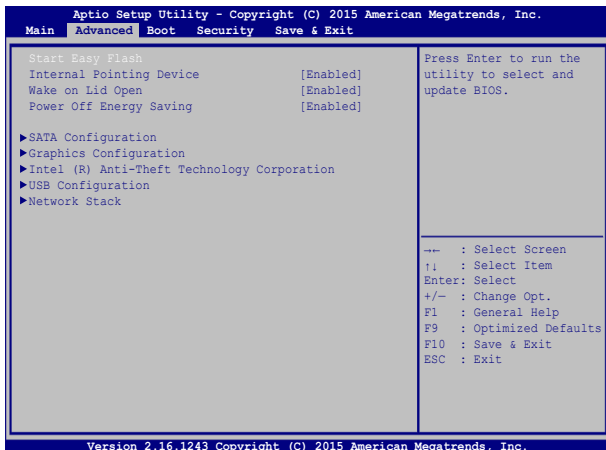 Aptio Setup Utility - Copyright (C) 2015 American Megatrends, Inc.
Main Advanced Boot Security Save & Exit
Start Easy Flash
Internal Pointing Device [Enabled]
Wake on Lid Open [Enabled]
Power Off Energy Saving [Enabled]
▶SATA Configuration
▶Graphics Configuration
▶Intel (R) Anti-Theft Technology Corporation
▶USB Configuration
▶Network Stack
Press Enter to run the
utility to select and
update BIOS.
→← : Select Screen
↑↓ : Select Item
Enter: Select
+/— : Change Opt.
F1 : General Help
F9 : Optimized Defaults
F10 : Save & Exit
ESC : Exit
Version 2.16.1243 Copyright (C) 2015 American Megatrends, Inc.